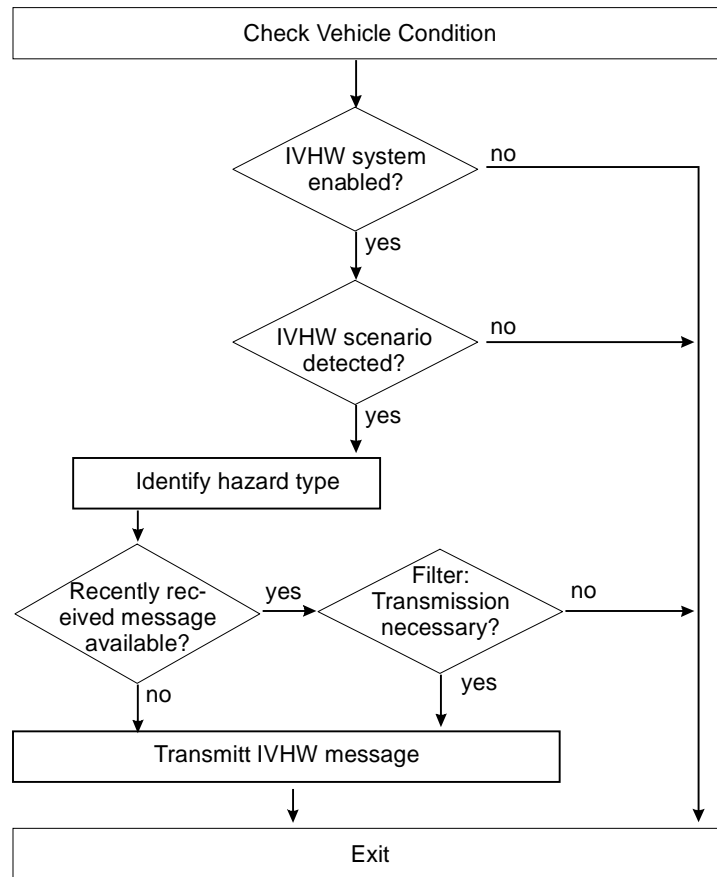 Check Vehicle Condition
IVHW system
enabled?
no
yes
IVHW scenario
detected?
no
yes
Identify hazard type
Recently rec-
eived message
available?
yes
Filter:
Transmission
necessary?
no
no
yes
Transmitt IVHW message
Exit